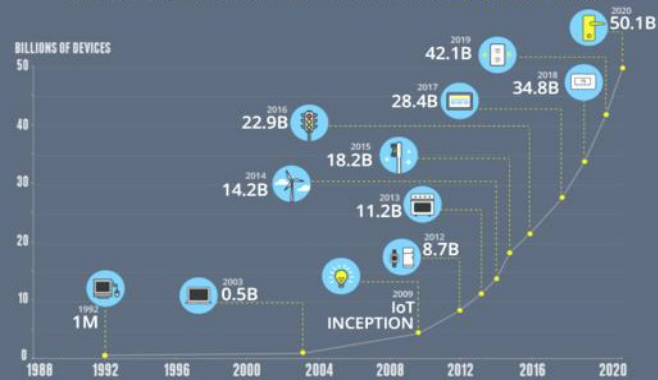 BILLIONS OF DEVICES
50
40
30
20
10
0
1988
1992
1996
2000
2004
2008
2012
2016
2020
1992
1M
2003
0.5B
2009
IoT
INCEPTION
2012
8.7B
2013
11.2B
2014
14.2B
2015
18.2B
2016
22.9B
2017
28.4B
2018
34.8B
2019
42.1B
2020
50.1B